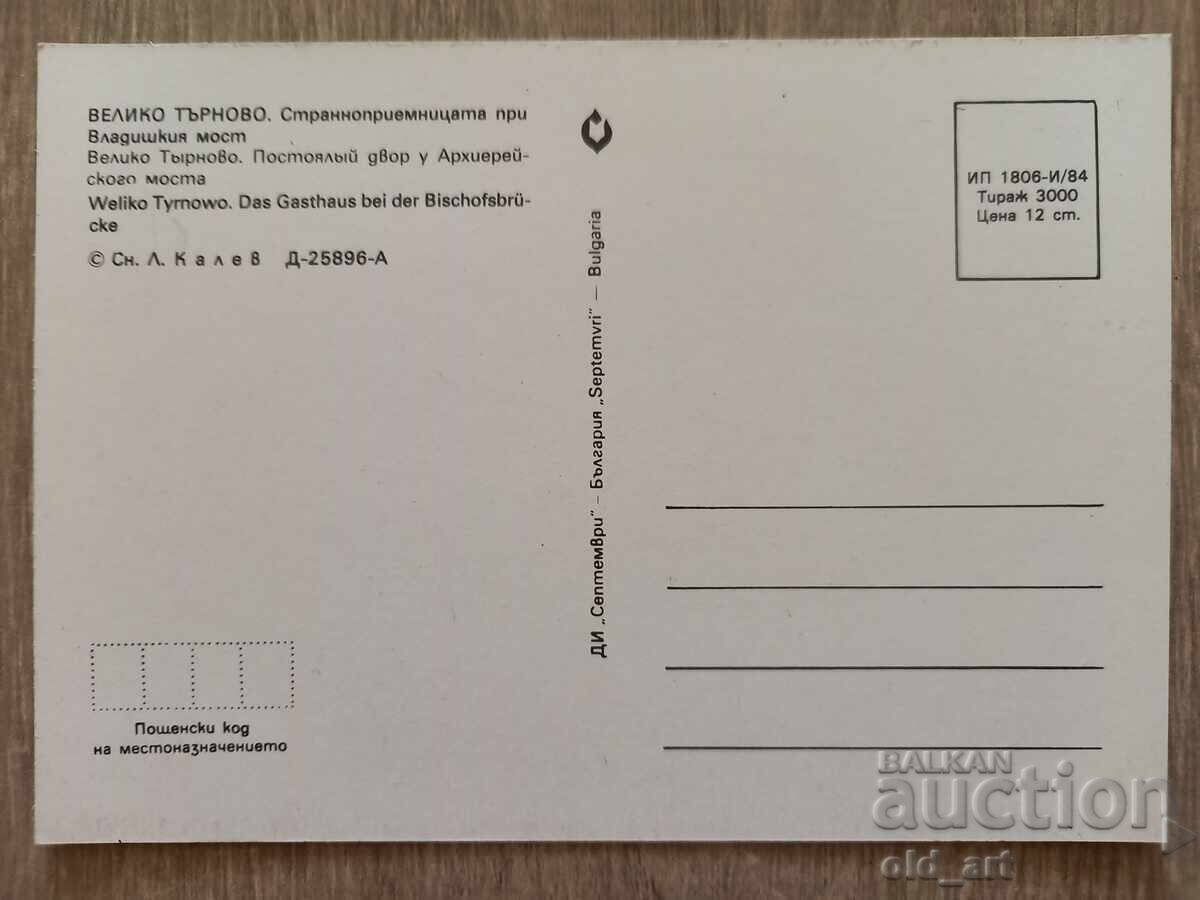 ВЕЛИКО ТЪРНОВО. Странноприемницата при
Владишкия мост
Велико Тырново. Постоялый двор у Архиерей-
ского моста
Weliko Tyrnowo. Das Gasthaus bei der Bischofsbrü-
cke
© Сн. Л. Калев Д-25896-А
ДИ „Септември" – България „Septemvri" — Bulgaria
ИП 1806-И/84
Тираж 3000
Цена 12 ст.
Пощенски код
на местоназначението
BALKAN
auction
old_art